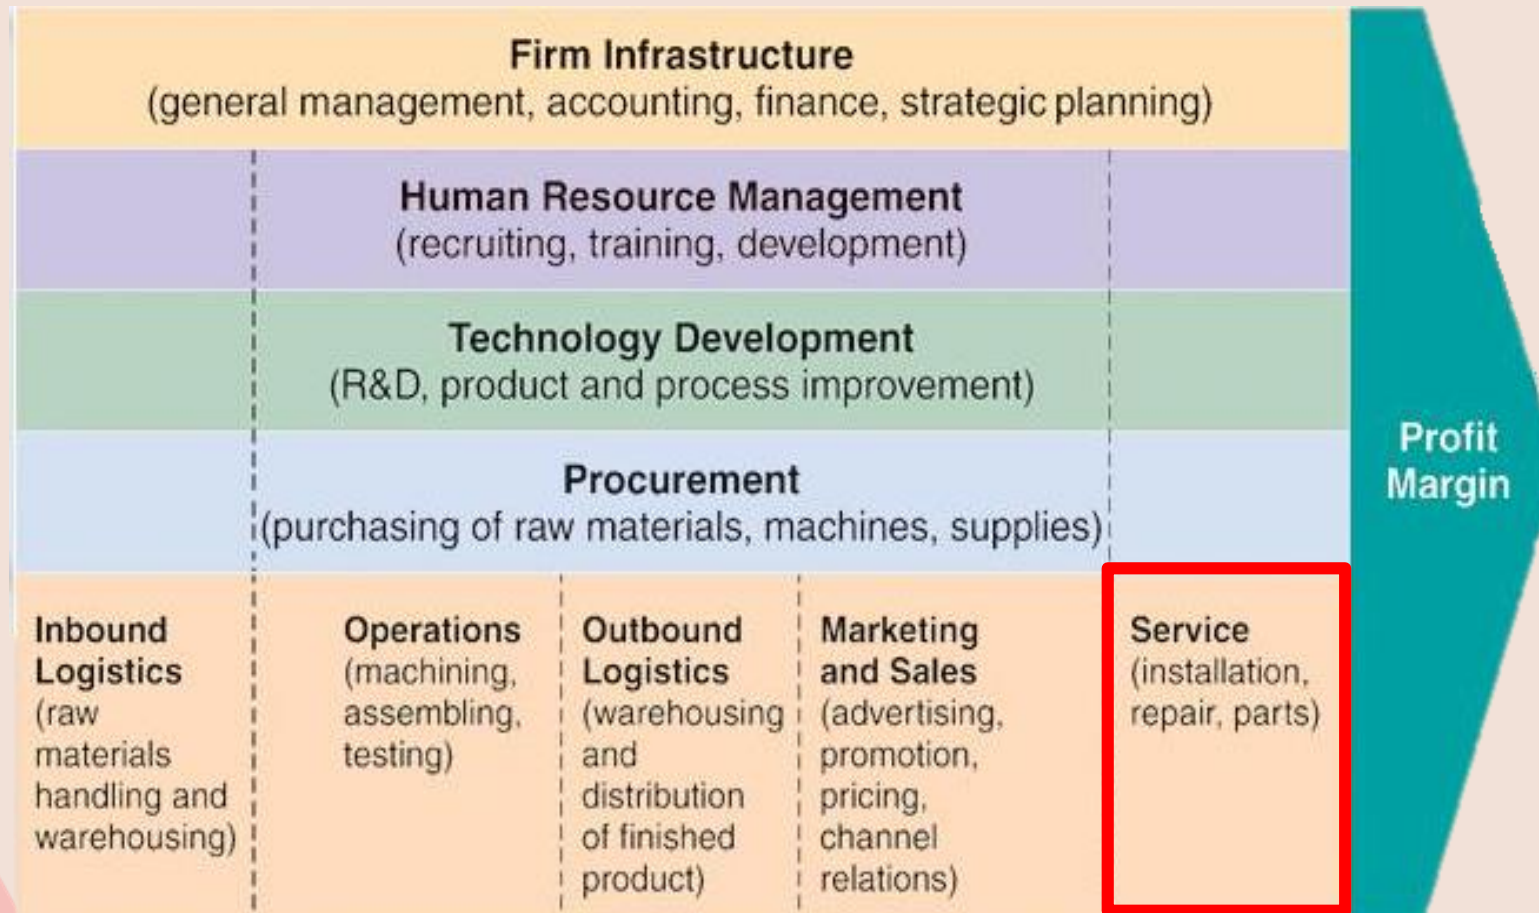 Firm Infrastructure
(general management, accounting, finance, strategic planning)
Human Resource Management
(recruiting, training, development)
Technology Development
(R&D, product and process improvement)
Procurement
(purchasing of raw materials, machines, supplies)
Inbound
Logistics
(raw
materials
handling and
warehousing)
Operations
(machining,
assembling,
testing)
Outbound
Logistics
(warehousing
and
distribution
of finished
product)
Marketing
and Sales
(advertising,
promotion,
pricing,
channel
relations)
Service
(installation,
repair, parts)
Profit
Margin